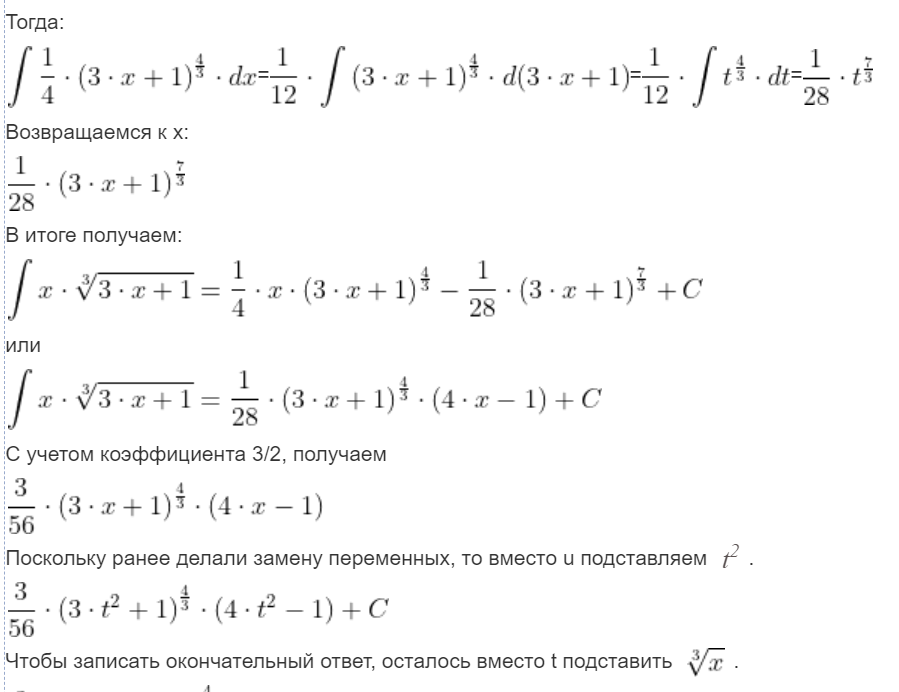 Тогда:
∫ 1/4 · (3 · x + 1)^(4/3) · dx=1/12 · ∫ (3 · x + 1)^(4/3) · d(3 · x + 1)=1/12 · ∫ t^(4/3) · dt=1/28 · t^(7/3)
Возвращаемся к x:
1/28 · (3 · x + 1)^(7/3)
В итоге получаем:
∫ x · ∛(3 · x + 1) = 1/4 · x · (3 · x + 1)^(4/3) − 1/28 · (3 · x + 1)^(7/3) + C
или
∫ x · ∛(3 · x + 1) = 1/28 · (3 · x + 1)^(4/3) · (4 · x − 1) + C
С учетом коэффициента 3/2, получаем
3/56 · (3 · x + 1)^(4/3) · (4 · x − 1)
Поскольку ранее делали замену переменных, то вместо u подставляем t² .
3/56 · (3 · t² + 1)^(4/3) · (4 · t² − 1) + C
Чтобы записать окончательный ответ, осталось вместо t подставить ∛x .